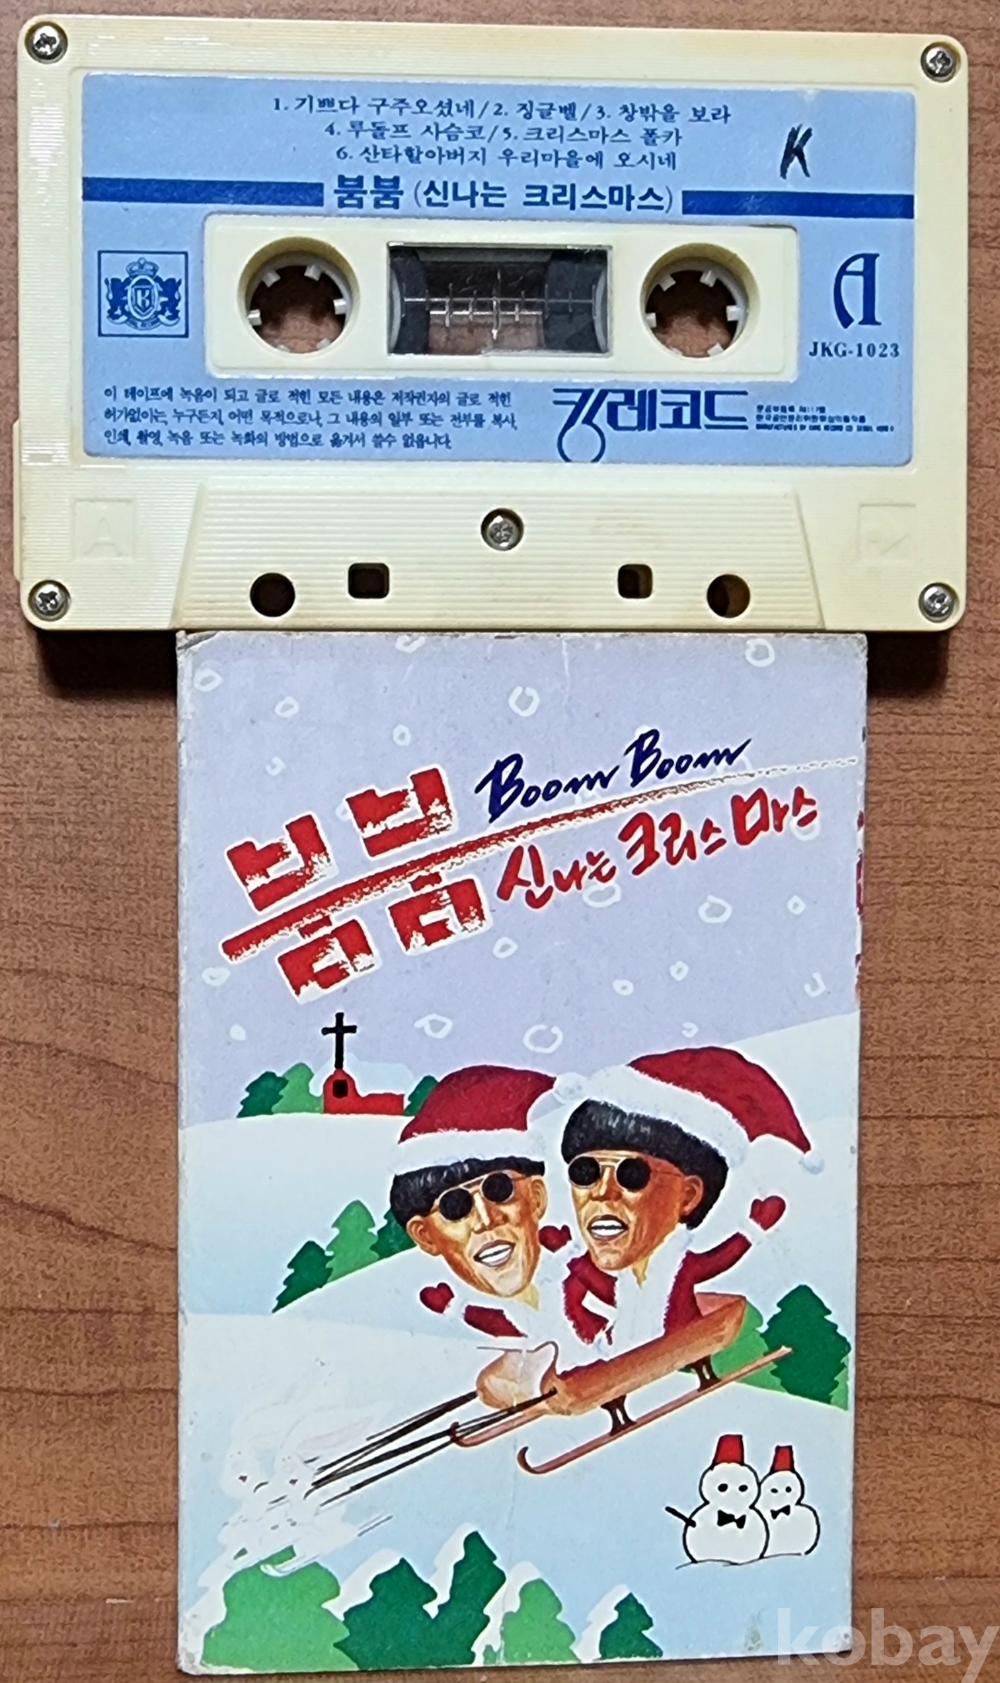 1. 기쁘다 구주오셨네/2. 징글벨/3. 창밖을 보라
4. 루돌프 사슴코/5. 크리스마스 폴카
6. 산타할아버지 우리마을에 오시네
K
붐붐 (신나는 크리스마스)
K
A
JKG-1023
이 테이프에 녹음이 되고 글로 적힌 모든 내용은 저작권자의 글로 적힌
허가없이는, 누구든지, 어떤 목적으로나, 그 내용의 일부 또는 전부를 복사,
인쇄, 촬영, 녹음 또는 녹화의 방법으로 옮겨서 쓸수 없읍니다.
킹레코드
A
Boom Boom
붐붐
신나는 크리스마스
kobay